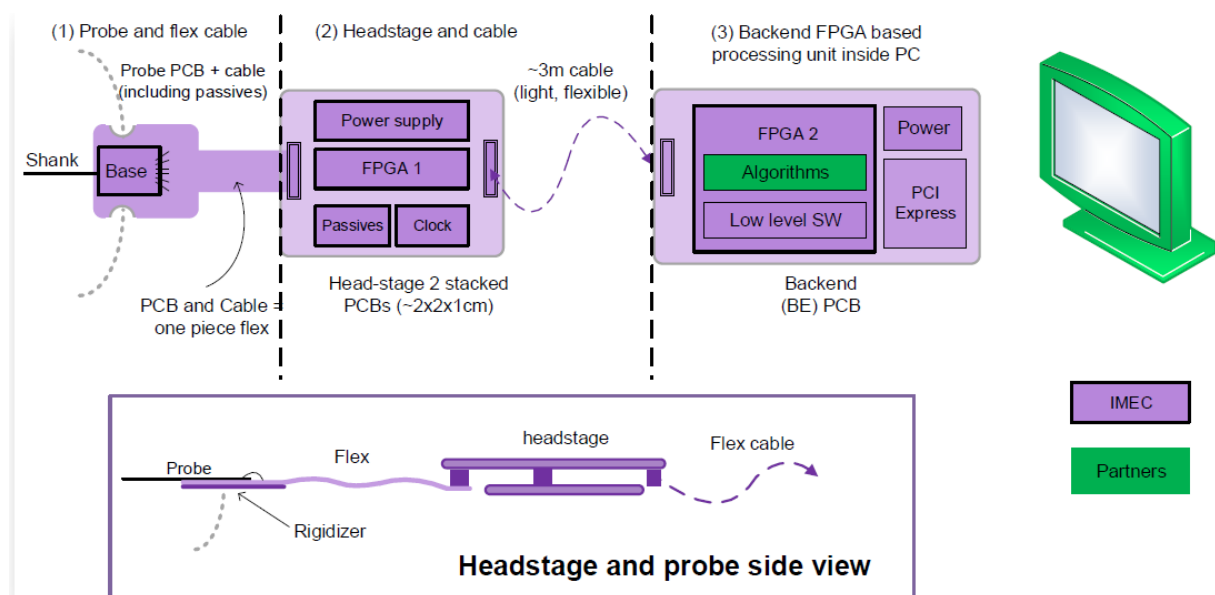 (1) Probe and flex cable
(2) Headstage and cable
(3) Backend FPGA based
processing unit inside PC
Probe PCB + cable
(including passives)
~3m cable
(light, flexible)
Shank
Base
Power supply
FPGA 1
Passives
Clock
FPGA 2
Algorithms
Low level SW
Power
PCI
Express
PCB and Cable =
one piece flex
Head-stage 2 stacked
PCBs (~2x2x1cm)
Backend
(BE) PCB
IMEC
Partners
Probe
Flex
headstage
Flex cable
Rigidizer
Headstage and probe side view